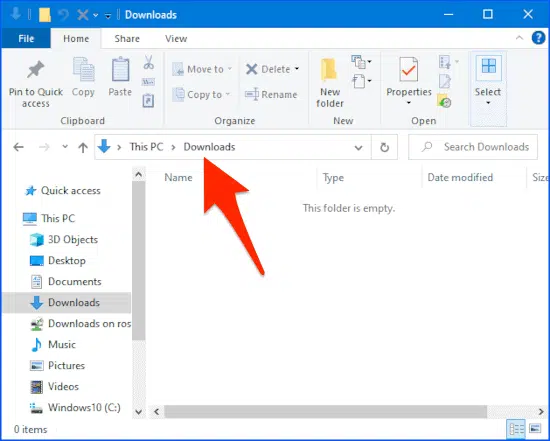 Downloads
File Home Share View
Pin to Quick access
Copy
Paste
Clipboard
Move to
Copy to
Delete
Rename
Organize
New folder
New
Properties
Open
Select
This PC > Downloads
Search Downloads
Name Type Date modified Size
This folder is empty.
Quick access
This PC
3D Objects
Desktop
Documents
Downloads
Downloads on ros
Music
Pictures
Videos
Windows10 (C:)
0 items